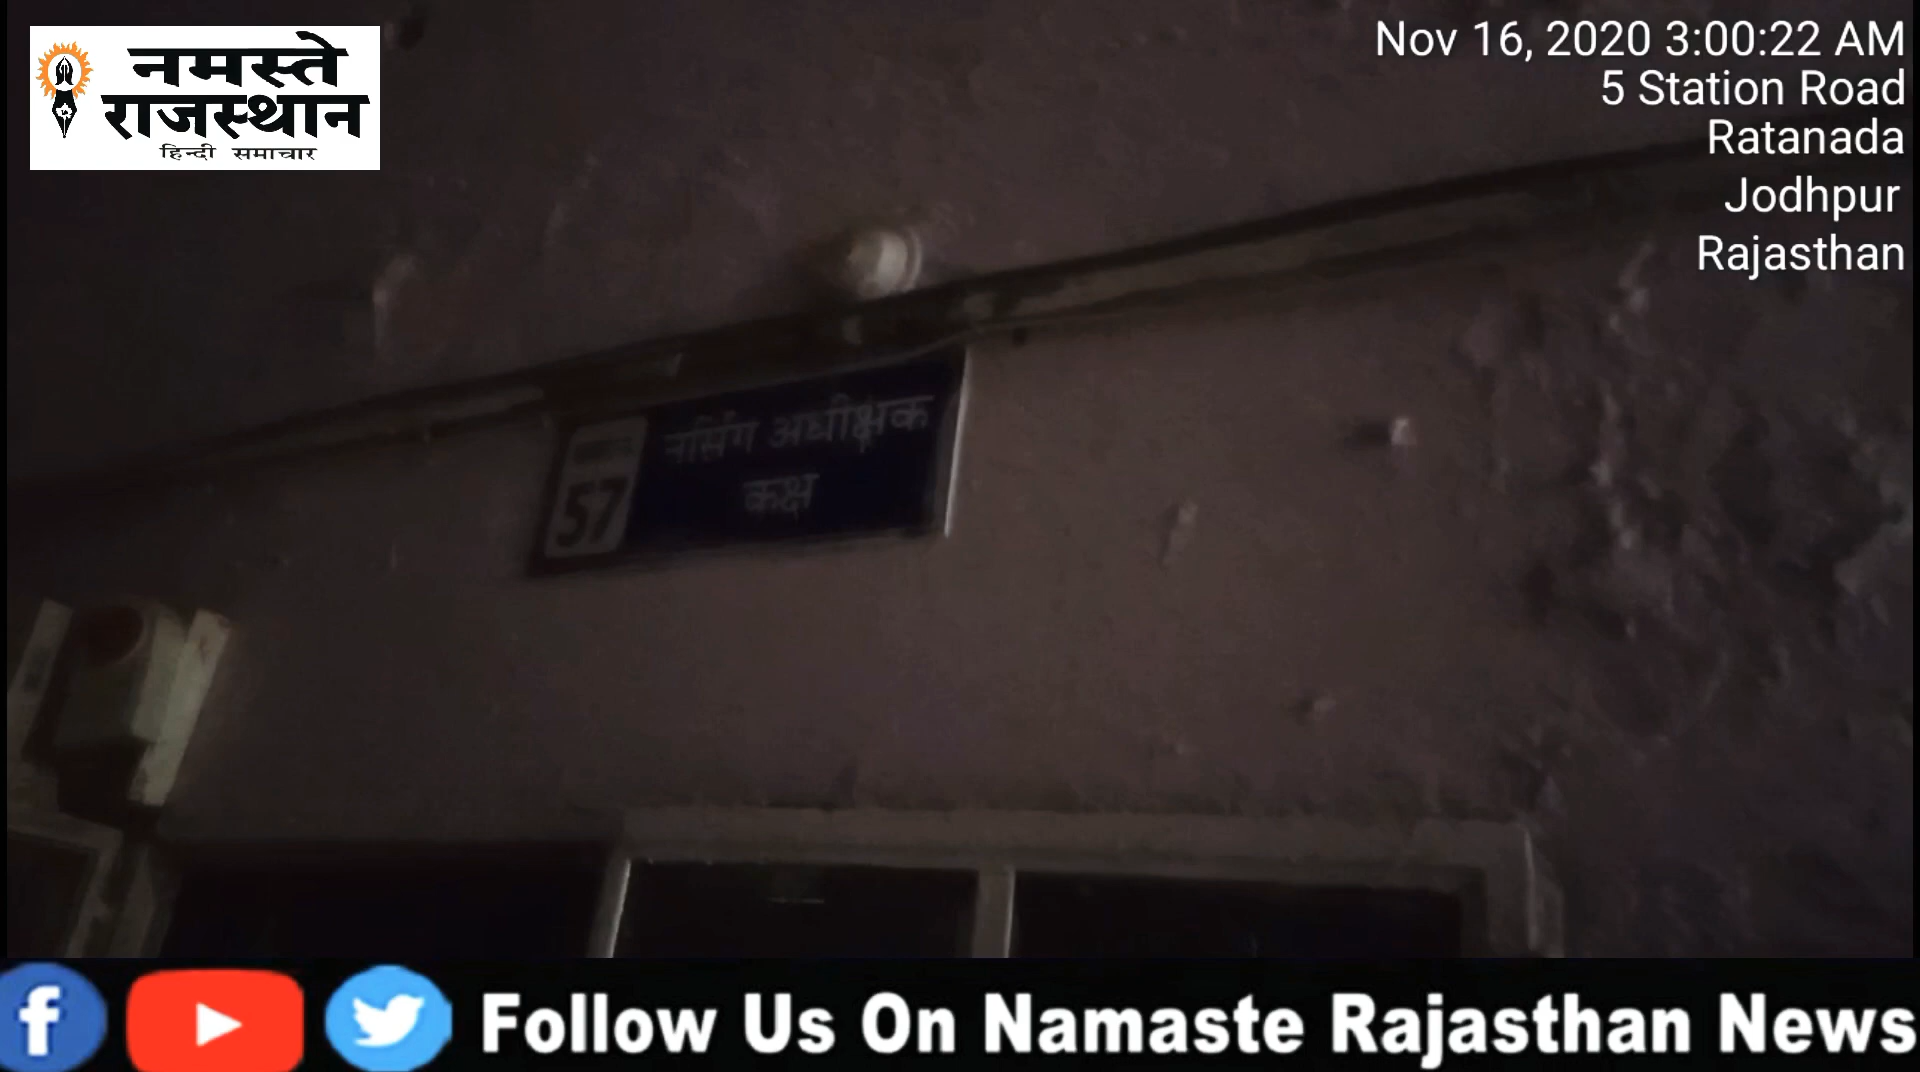 नमस्ते
राजस्थान
हिन्दी समाचार
Nov 16, 2020 3:00:22 AM
5 Station Road
Ratanada
Jodhpur
Rajasthan
57
नर्सिंग अधीक्षक
कक्ष
Follow Us On Namaste Rajasthan News